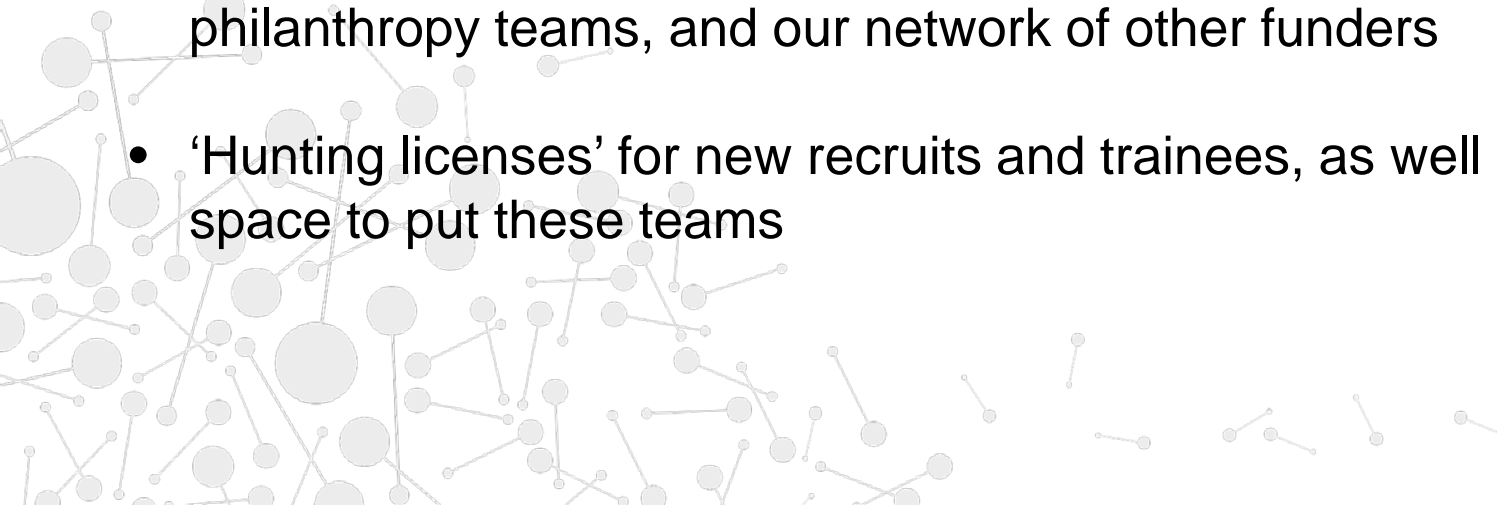 philanthropy teams, and our network of other funders
• ‘Hunting licenses’ for new recruits and trainees, as well
space to put these teams